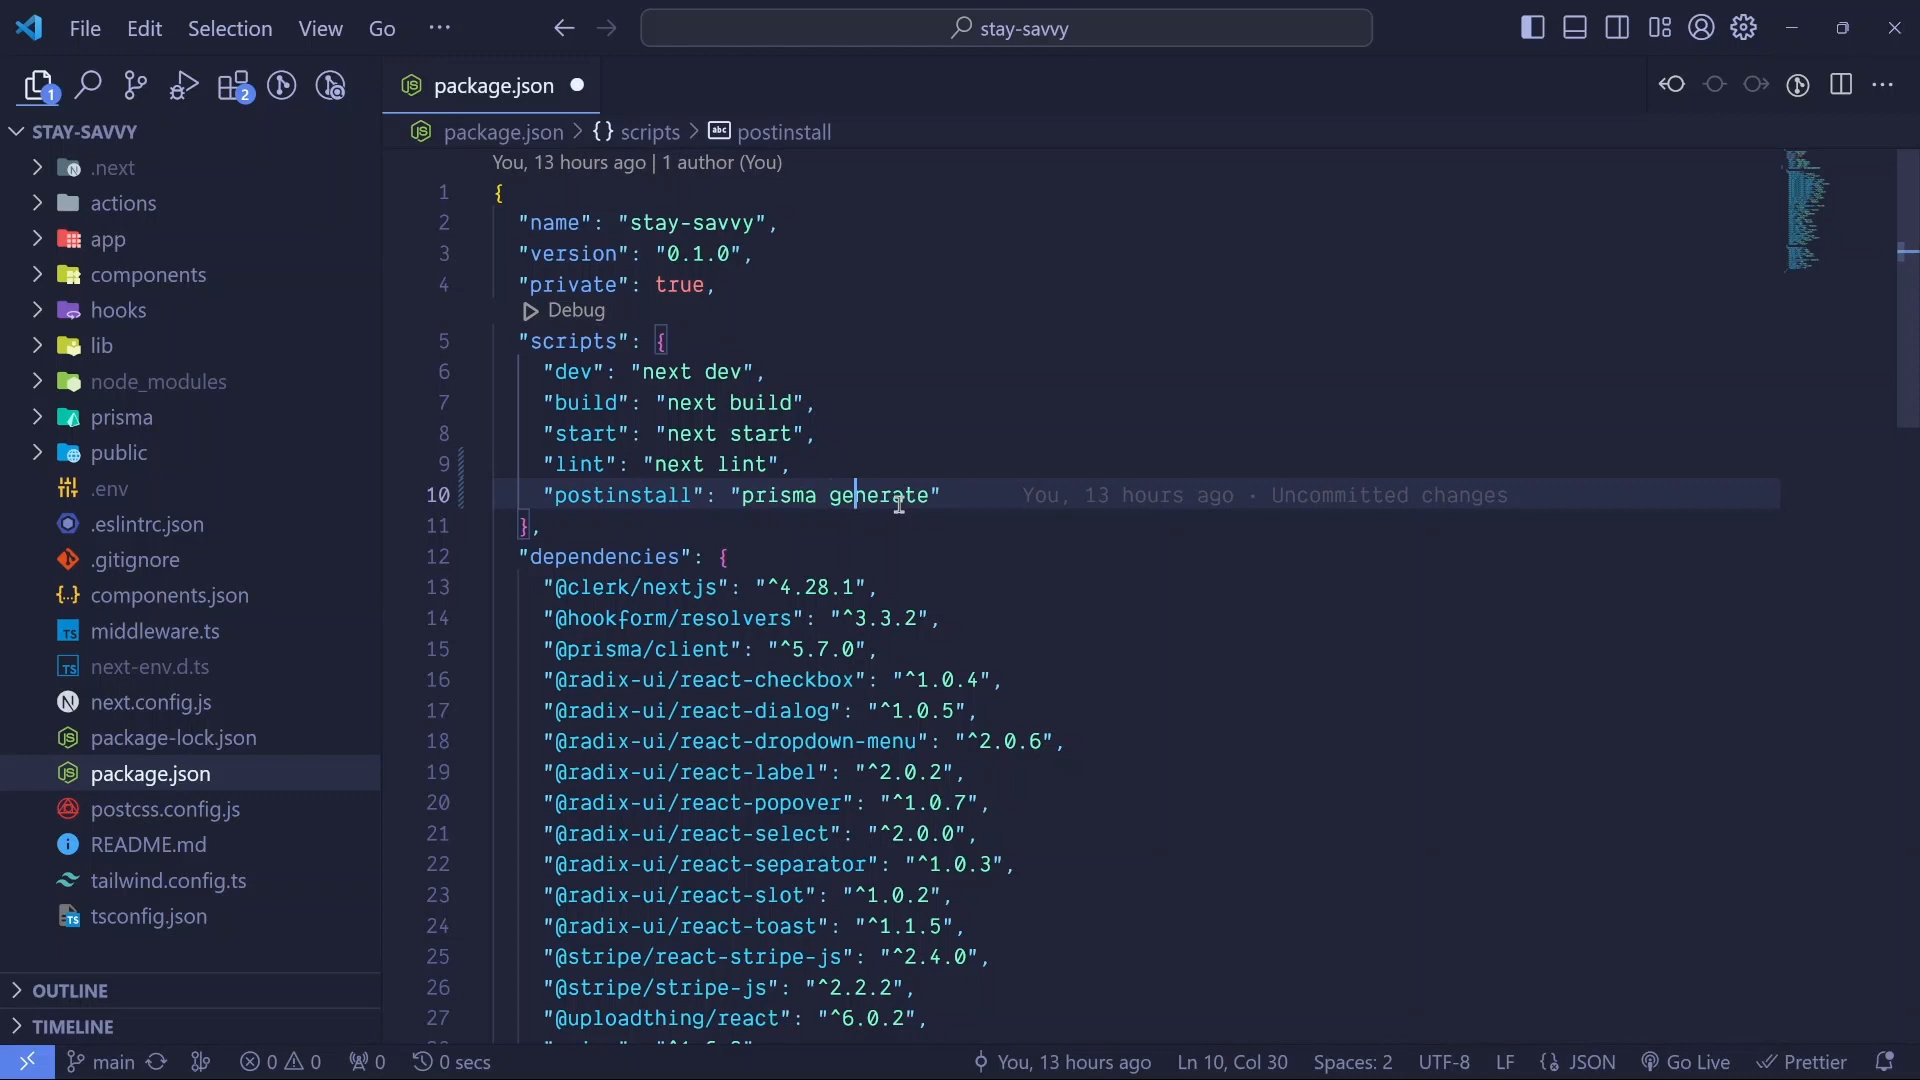 File Edit Selection View Go ···
stay-savvy
1
2
package.json
STAY-SAVVY
.next
actions
app
components
hooks
lib
node_modules
prisma
public
.env
.eslintrc.json
.gitignore
components.json
middleware.ts
next-env.d.ts
next.config.js
package-lock.json
package.json
postcss.config.js
README.md
tailwind.config.ts
tsconfig.json
OUTLINE
TIMELINE
package.json > {} scripts > abc postinstall
You, 13 hours ago | 1 author (You)
1 {
2 "name": "stay-savvy",
3 "version": "0.1.0",
4 "private": true,
Debug
5 "scripts": {
6 "dev": "next dev",
7 "build": "next build",
8 "start": "next start",
9 "lint": "next lint",
10 "postinstall": "prisma generate" You, 13 hours ago · Uncommitted changes
11 },
12 "dependencies": {
13 "@clerk/nextjs": "^4.28.1",
14 "@hookform/resolvers": "^3.3.2",
15 "@prisma/client": "^5.7.0",
16 "@radix-ui/react-checkbox": "^1.0.4",
17 "@radix-ui/react-dialog": "^1.0.5",
18 "@radix-ui/react-dropdown-menu": "^2.0.6",
19 "@radix-ui/react-label": "^2.0.2",
20 "@radix-ui/react-popover": "^1.0.7",
21 "@radix-ui/react-select": "^2.0.0",
22 "@radix-ui/react-separator": "^1.0.3",
23 "@radix-ui/react-slot": "^1.0.2",
24 "@radix-ui/react-toast": "^1.1.5",
25 "@stripe/react-stripe-js": "^2.4.0",
26 "@stripe/stripe-js": "^2.2.2",
27 "@uploadthing/react": "^6.0.2",
main 0 0 0 0 secs You, 13 hours ago Ln 10, Col 30 Spaces: 2 UTF-8 LF {} JSON Go Live Prettier